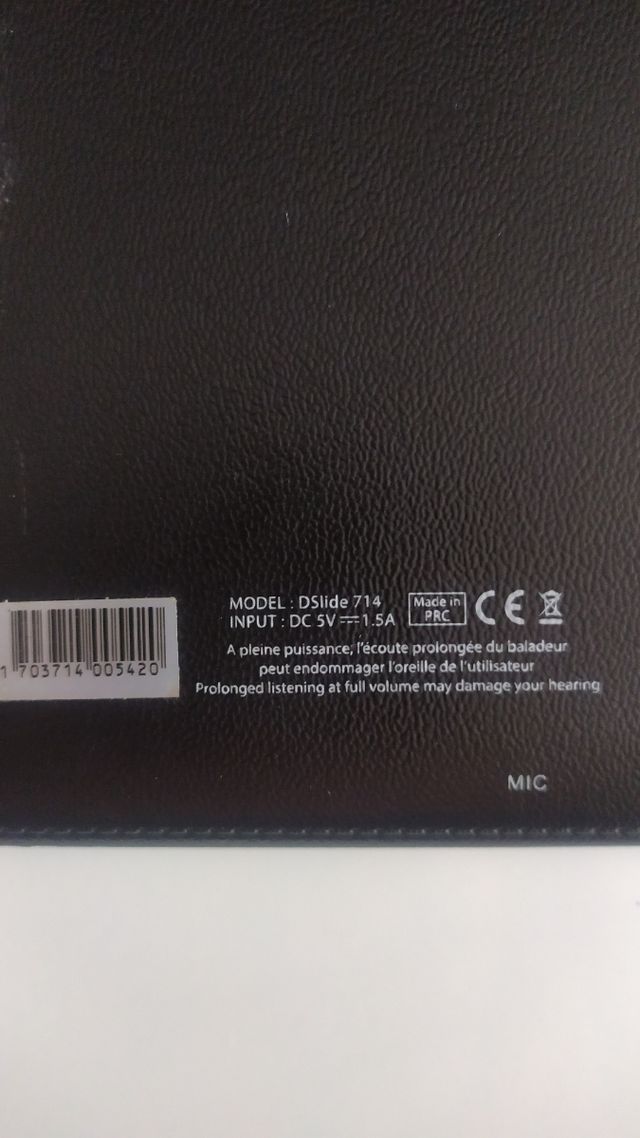 MODEL : DSlide 714
INPUT : DC 5V ⎓ 1.5A
Made in
PRC
CE
A pleine puissance, l'écoute prolongée du baladeur
peut endommager l'oreille de l'utilisateur
Prolonged listening at full volume may damage your hearing
1 703714 005420
MIC